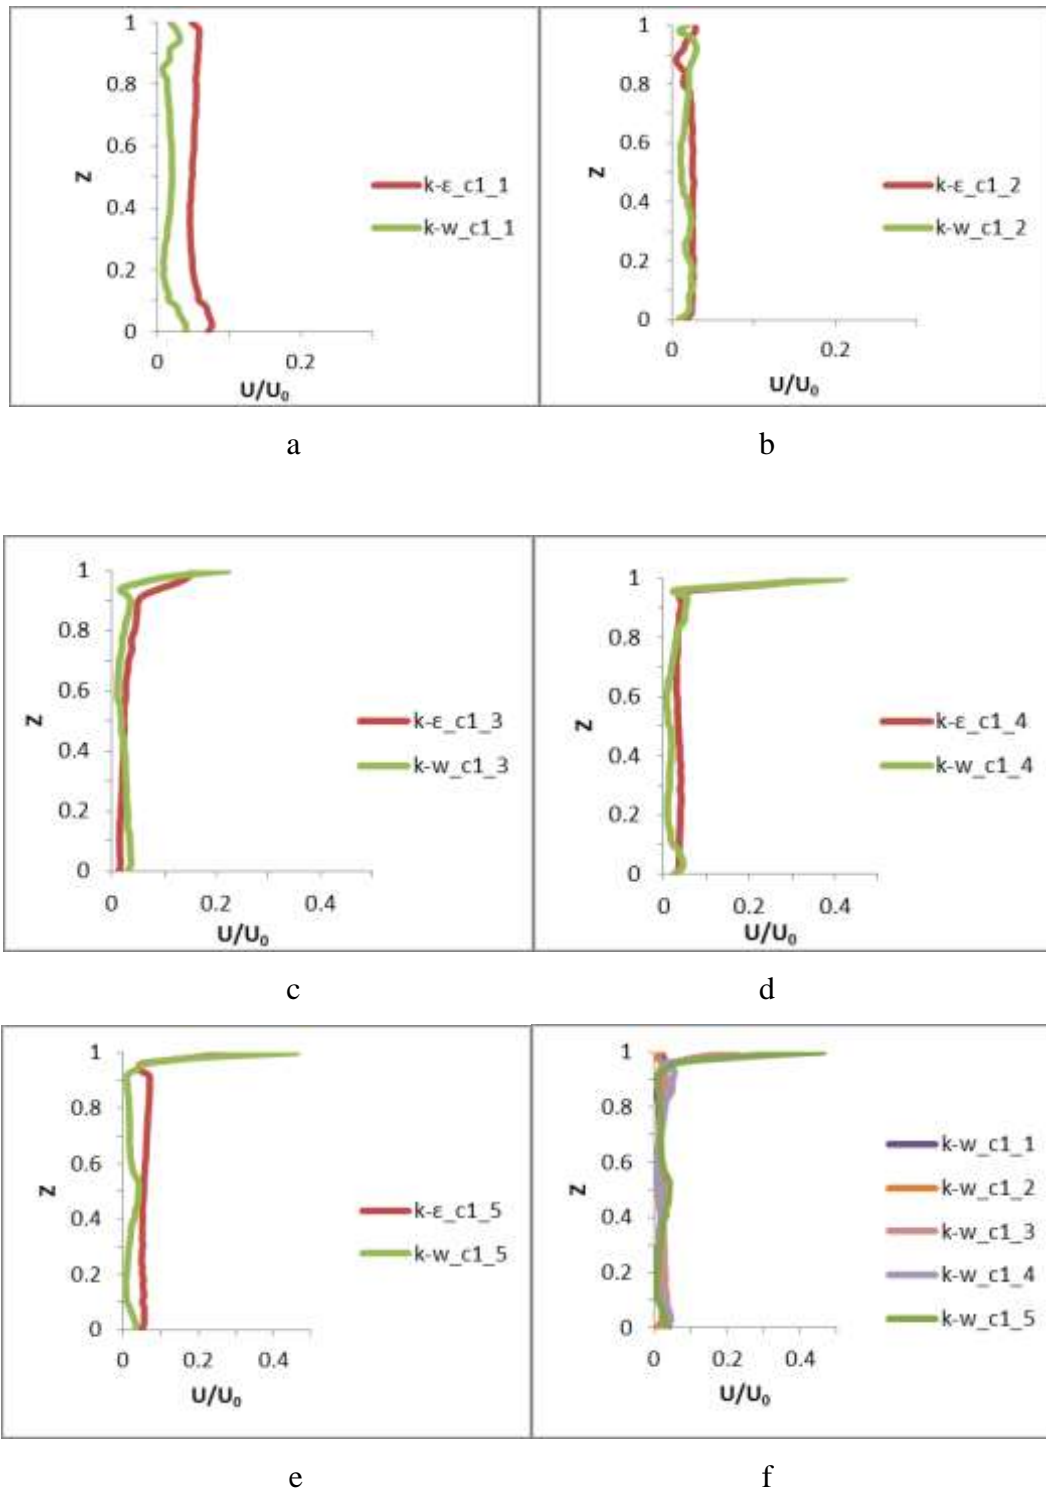 1
0.8
0.6
0.4
0.2
0
Z
0 0.2
U/U₀
k-ε_c1_1
k-w_c1_1
1
0.8
0.6
0.4
0.2
0
Z
0 0.2
U/U₀
k-ε_c1_2
k-w_c1_2
a b
1
0.8
0.6
0.4
0.2
0
Z
0 0.2 0.4
U/U₀
k-ε_c1_3
k-w_c1_3
1
0.8
0.6
0.4
0.2
0
Z
0 0.2 0.4
U/U₀
k-ε_c1_4
k-w_c1_4
c d
1
0.8
0.6
0.4
0.2
0
Z
0 0.2 0.4
U/U₀
k-ε_c1_5
k-w_c1_5
1
0.8
0.6
0.4
0.2
0
Z
0 0.2 0.4
U/U₀
k-w_c1_1
k-w_c1_2
k-w_c1_3
k-w_c1_4
k-w_c1_5
e f